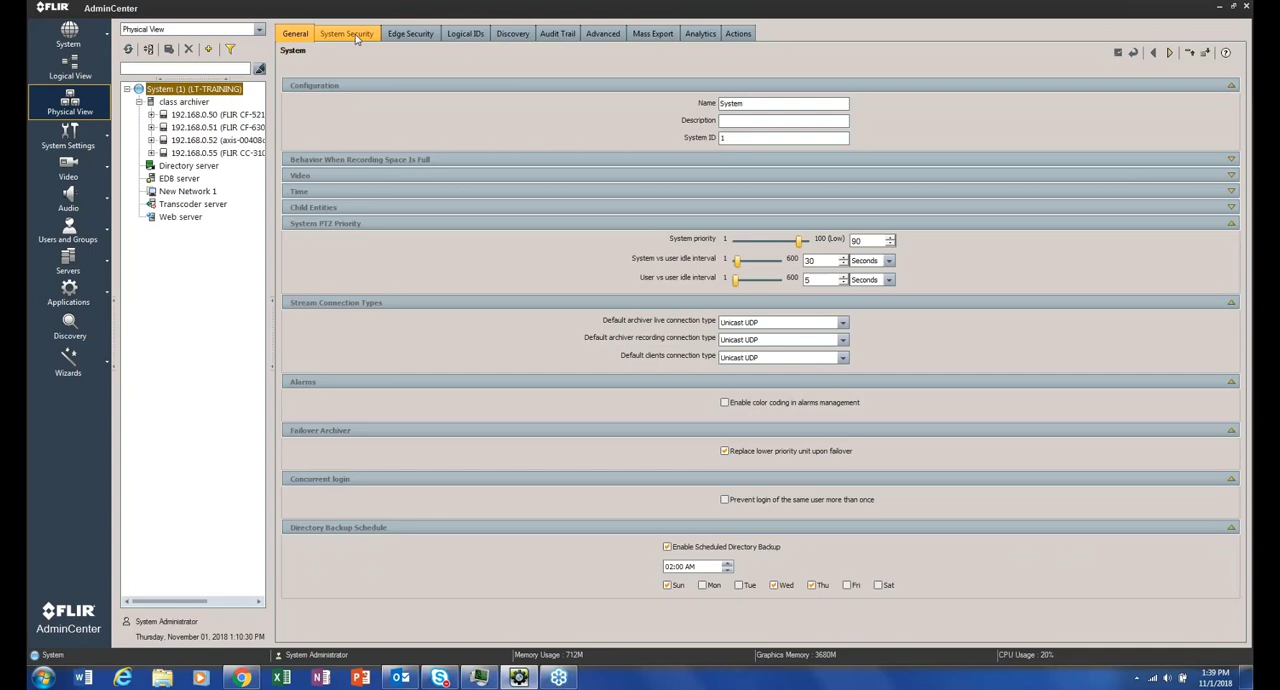 FLIR AdminCenter
System
Logical View
Physical View
System Settings
Video
Audio
Users and Groups
Servers
Applications
Discovery
Wizards
FLIR
AdminCenter
Physical View
System (1) (LT-TRAINING)
class archiver
192.168.0.50 (FLIR CF-521
192.168.0.51 (FLIR CF-630
192.168.0.52 (axis-00408c
192.168.0.55 (FLIR CC-310
Directory server
EDB server
New Network 1
Transcoder server
Web server
System Administrator
Thursday, November 01, 2018 1:10:30 PM
General System Security Edge Security Logical IDs Discovery Audit Trail Advanced Mass Export Analytics Actions
System
Configuration
Name System
Description
System ID 1
Behavior When Recording Space Is Full
Video
Time
Child Entities
System PTZ Priority
System priority 1 100 (Low) 90
System vs user idle interval 1 600 30 Seconds
User vs user idle interval 1 600 5 Seconds
Stream Connection Types
Default archiver live connection type Unicast UDP
Default archiver recording connection type Unicast UDP
Default clients connection type Unicast UDP
Alarms
Enable color coding in alarms management
Failover Archiver
Replace lower priority unit upon failover
Concurrent login
Prevent login of the same user more than once
Directory Backup Schedule
Enable Scheduled Directory Backup
02:00 AM
Sun Mon Tue Wed Thu Fri Sat
System System Administrator Memory Usage : 712M Graphics Memory : 3680M CPU Usage : 20%
1:39 PM
11/1/2018